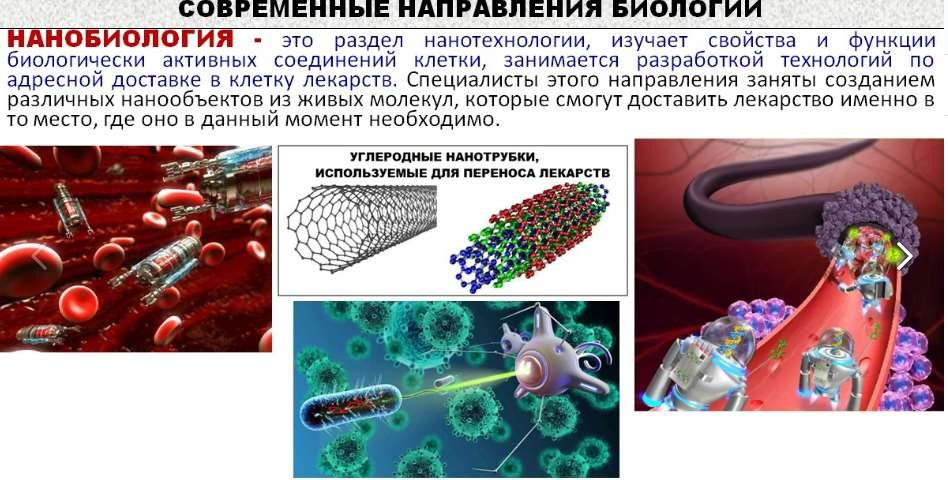 СОВРЕМЕННЫЕ НАПРАВЛЕНИЯ БИОЛОГИИ
НАНОБИОЛОГИЯ - это раздел нанотехнологии, изучает свойства и функции
биологически активных соединений клетки, занимается разработкой технологий по
адресной доставке в клетку лекарств. Специалисты этого направления заняты созданием
различных нанообъектов из живых молекул, которые смогут доставить лекарство именно в
то место, где оно в данный момент необходимо.
УГЛЕРОДНЫЕ НАНОТРУБКИ,
ИСПОЛЬЗУЕМЫЕ ДЛЯ ПЕРЕНОСА ЛЕКАРСТВ